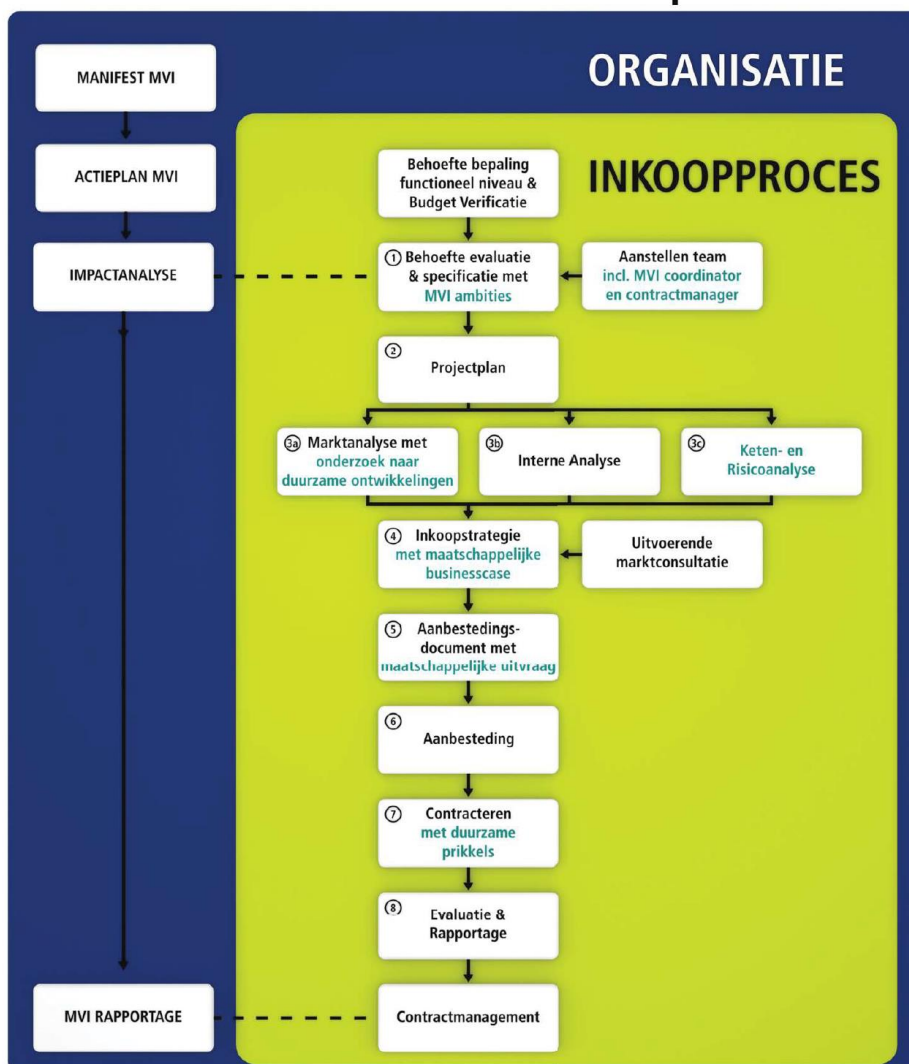 ORGANISATIE
MANIFEST MVI
ACTIEPLAN MVI
IMPACTANALYSE
MVI RAPPORTAGE
INKOOPPROCES
Behoefte bepaling
functioneel niveau &
Budget Verificatie
1 Behoefte evaluatie
& specificatie met
MVI ambities
Aanstellen team
incl. MVI coordinator
en contractmanager
2
Projectplan
3a Marktanalyse met
onderzoek naar
duurzame ontwikkelingen
3b
Interne Analyse
3c
Keten- en
Risicoanalyse
4 Inkoopstrategie
met maatschappelijke
businesscase
Uitvoerende
marktconsultatie
5 Aanbestedings-
document met
maatschappelijke uitvraag
6
Aanbesteding
7 Contracteren
met duurzame
prikkels
8
Evaluatie &
Rapportage
Contractmanagement